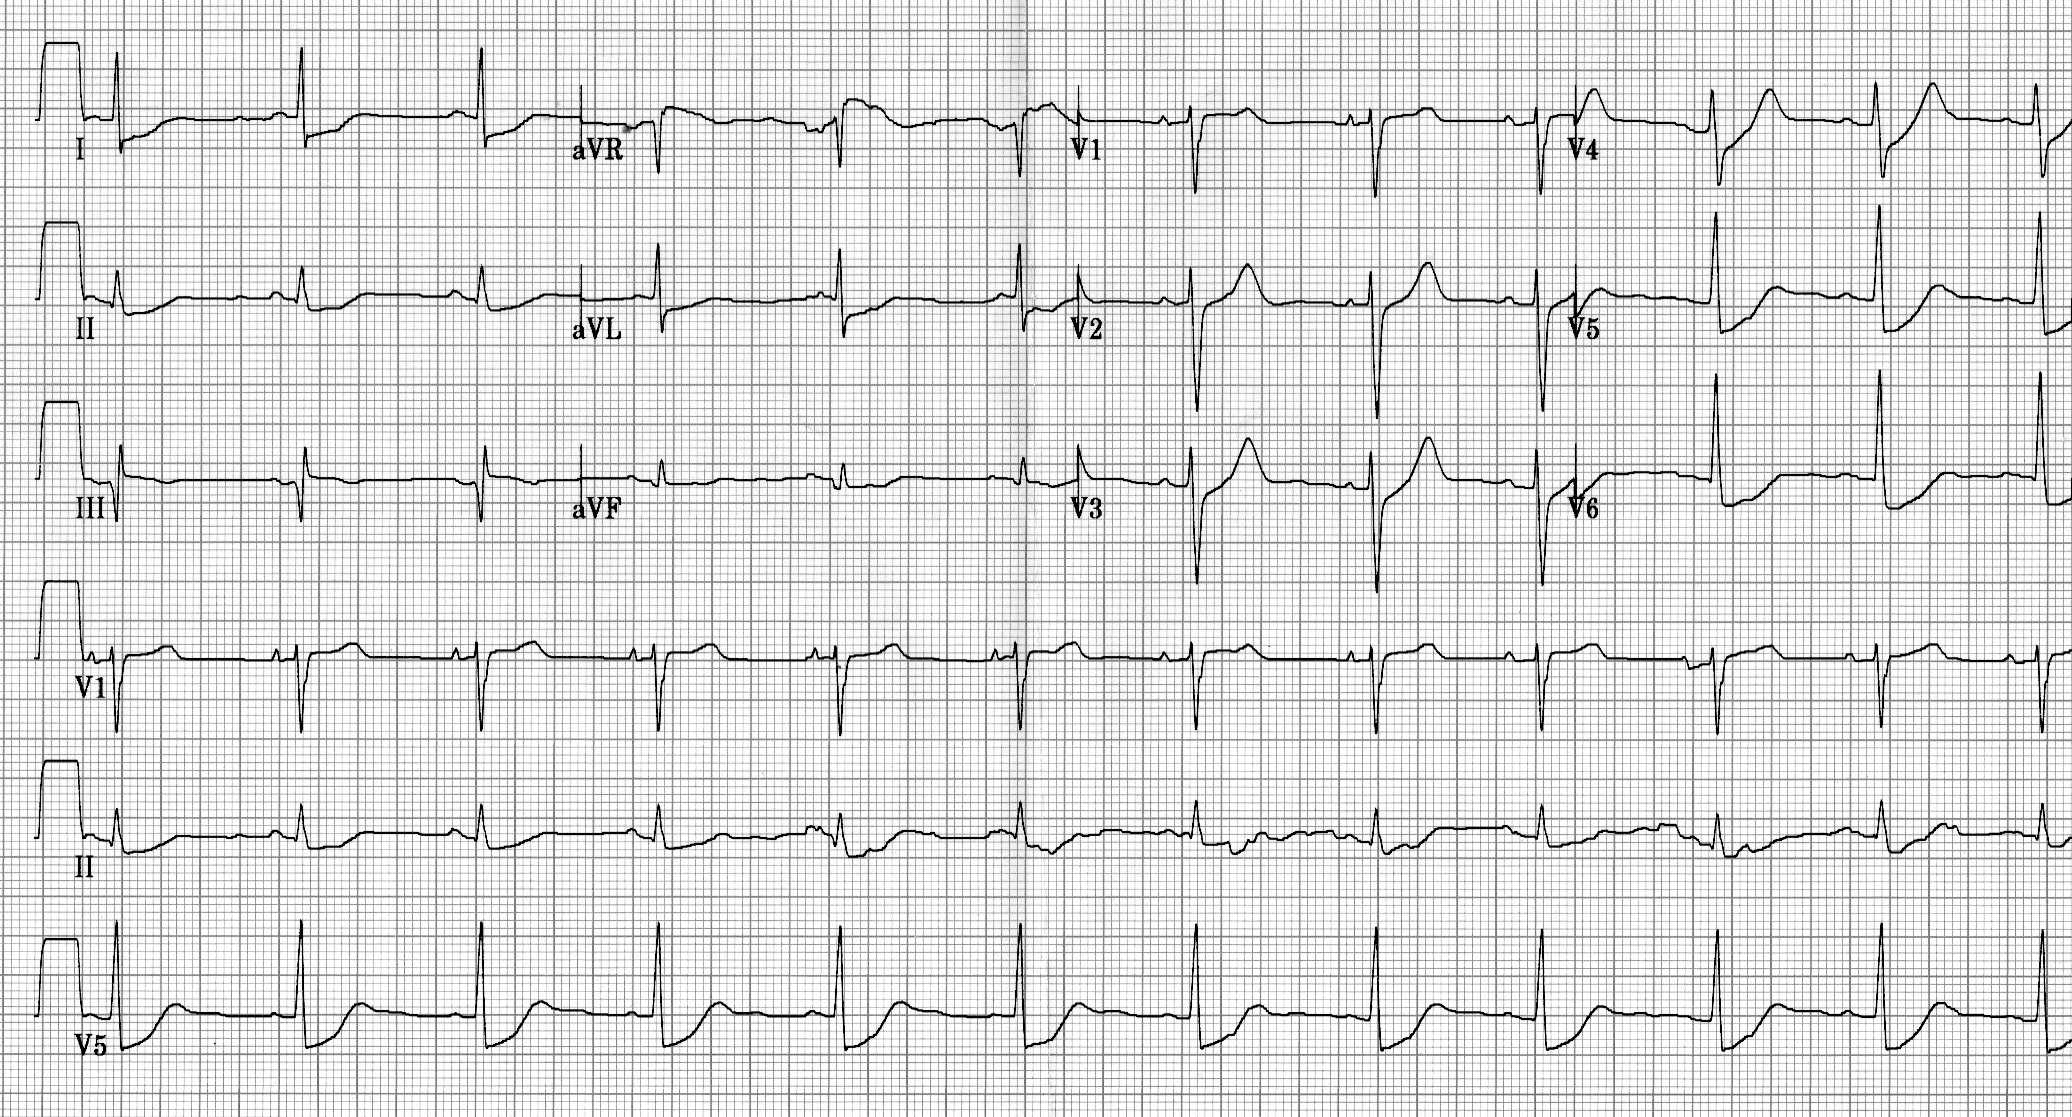 I aVR V1 V4
II aVL V2 V5
III aVF V3 V6
V1
II
V5